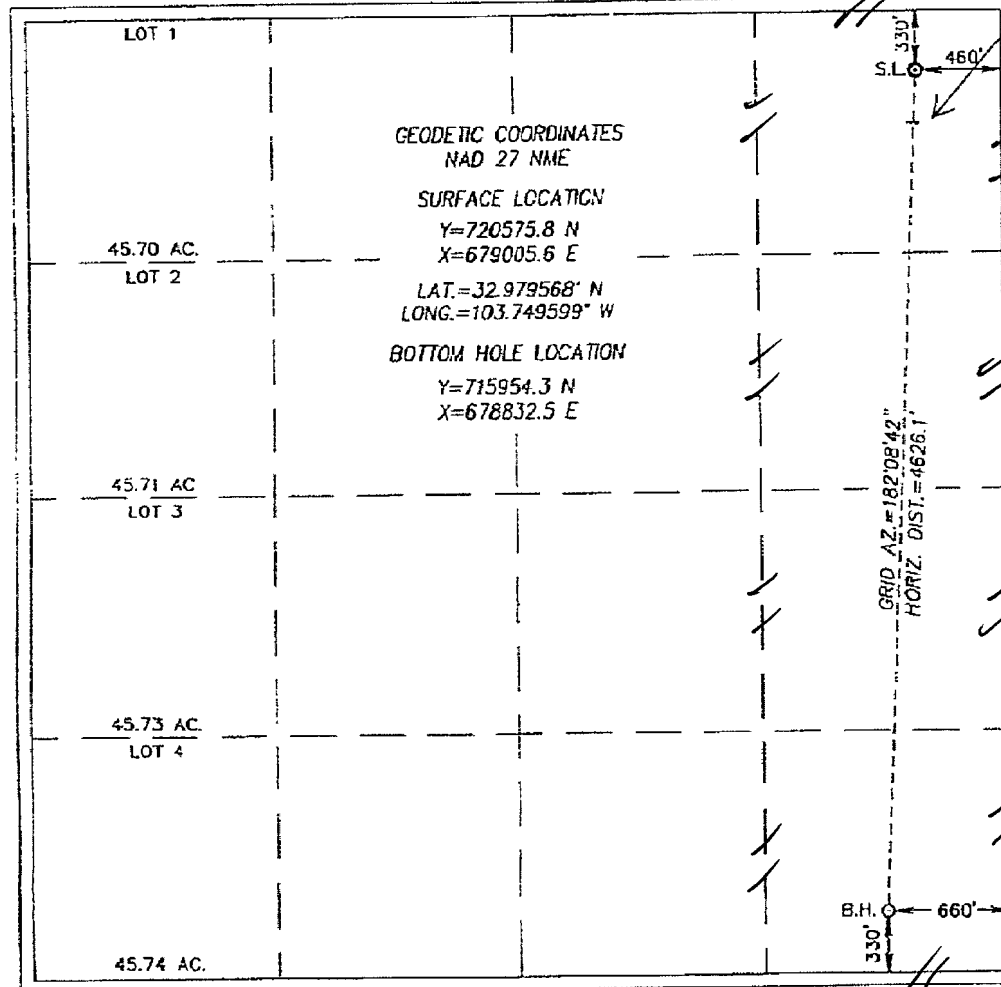 LOT 1
330'
S.L.
460'
GEODETIC COORDINATES
NAD 27 NME
SURFACE LOCATION
Y=720575.8 N
X=679005.6 E
LAT.=32.979568° N
LONG.=103.749599° W
BOTTOM HOLE LOCATION
Y=715954.3 N
X=678832.5 E
45.70 AC.
LOT 2
45.71 AC
LOT 3
GRID AZ.=182°08'42"
HORIZ. DIST.=4626.1'
45.73 AC.
LOT 4
B.H.
660'
330'
45.74 AC.